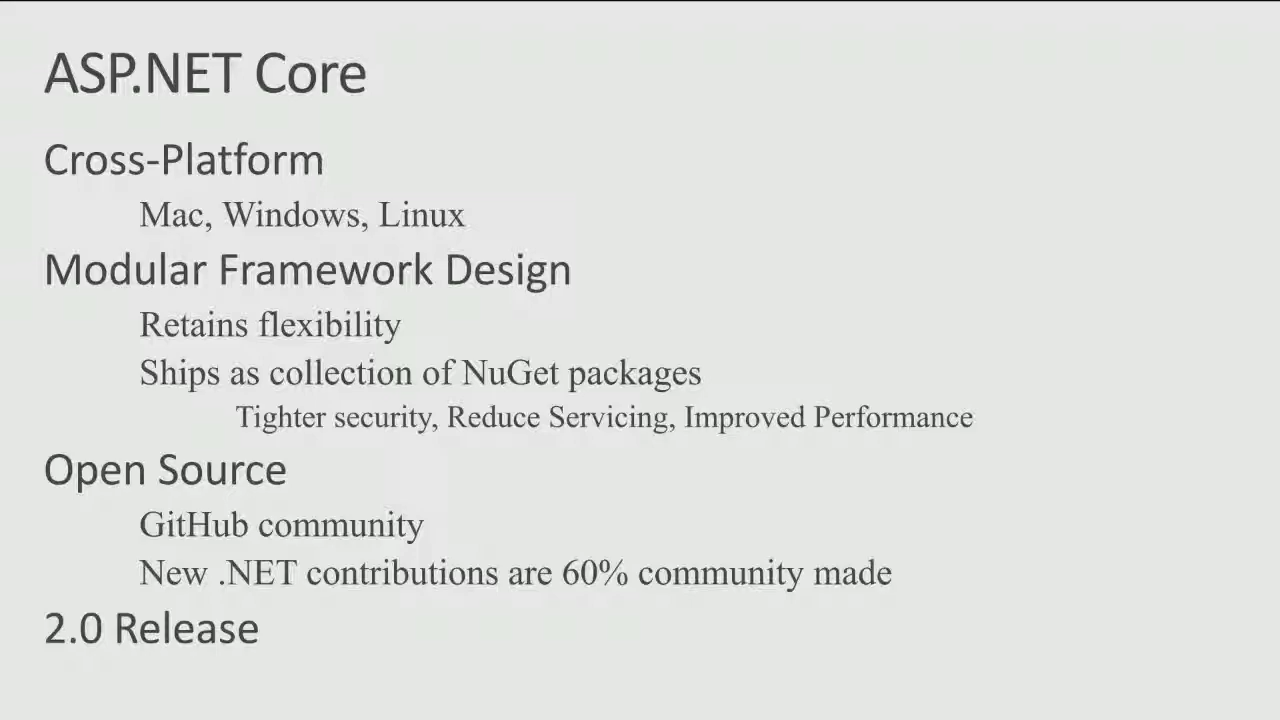 ASP.NET Core
Cross-Platform
Mac, Windows, Linux
Modular Framework Design
Retains flexibility
Ships as collection of NuGet packages
Tighter security, Reduce Servicing, Improved Performance
Open Source
GitHub community
New .NET contributions are 60% community made
2.0 Release